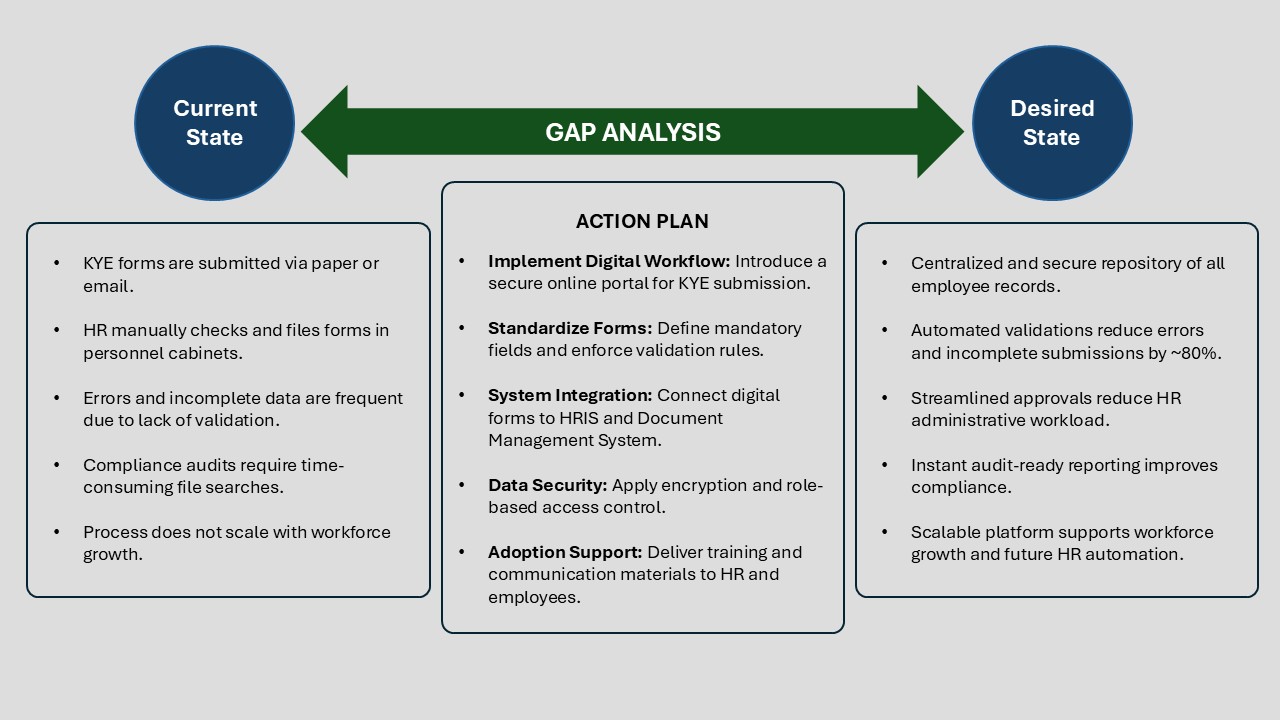 Current
State
GAP ANALYSIS
Desired
State
• KYE forms are submitted via paper or
email.
• HR manually checks and files forms in
personnel cabinets.
• Errors and incomplete data are frequent
due to lack of validation.
• Compliance audits require time-
consuming file searches.
• Process does not scale with workforce
growth.
ACTION PLAN
• Implement Digital Workflow: Introduce a
secure online portal for KYE submission.
• Standardize Forms: Define mandatory
fields and enforce validation rules.
• System Integration: Connect digital
forms to HRIS and Document
Management System.
• Data Security: Apply encryption and role-
based access control.
• Adoption Support: Deliver training and
communication materials to HR and
employees.
• Centralized and secure repository of all
employee records.
• Automated validations reduce errors
and incomplete submissions by ~80%.
• Streamlined approvals reduce HR
administrative workload.
• Instant audit-ready reporting improves
compliance.
• Scalable platform supports workforce
growth and future HR automation.